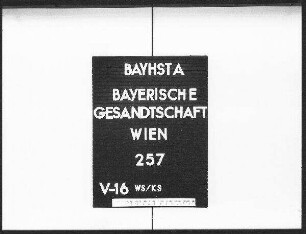 BAYHSTA
BAYERISCHE
GESANDTSCHAFT
WIEN
257
V-16 WS/KS